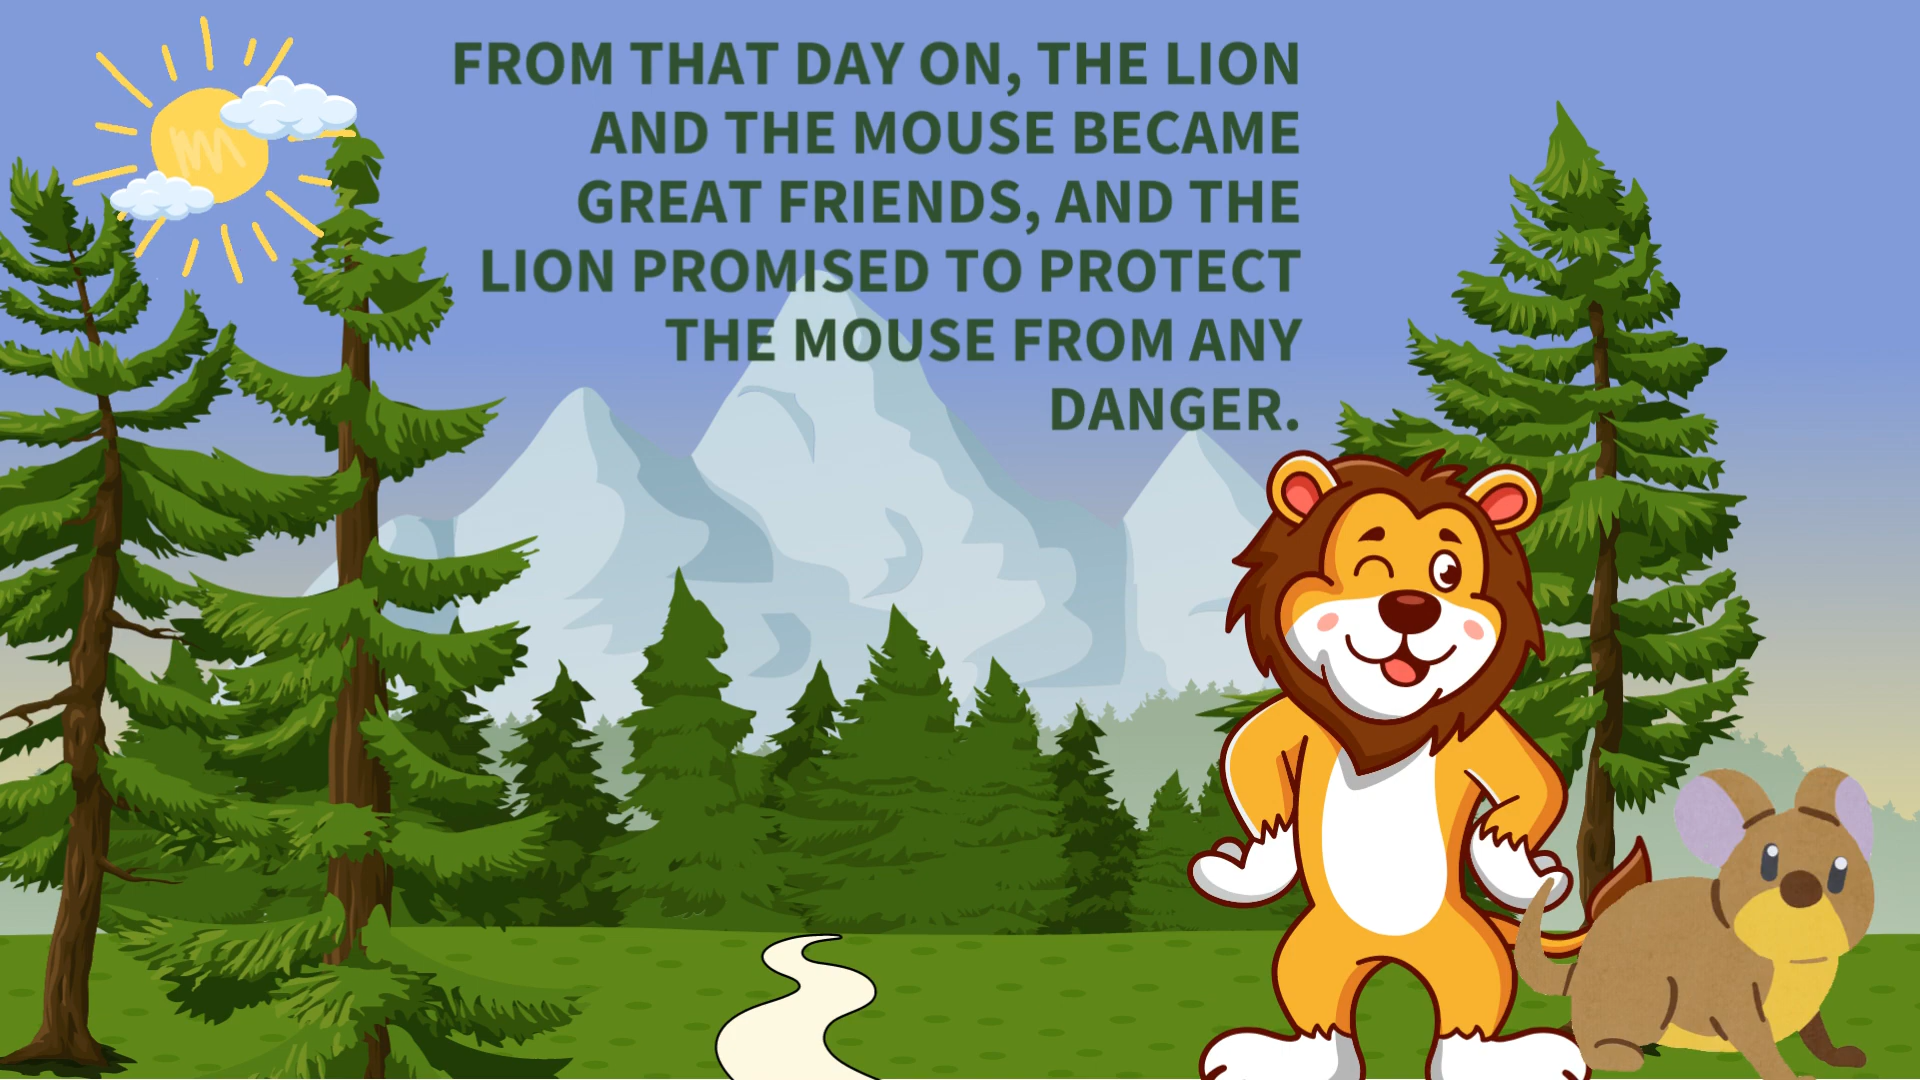 FROM THAT DAY ON, THE LION
AND THE MOUSE BECAME
GREAT FRIENDS, AND THE
LION PROMISED TO PROTECT
THE MOUSE FROM ANY
DANGER.